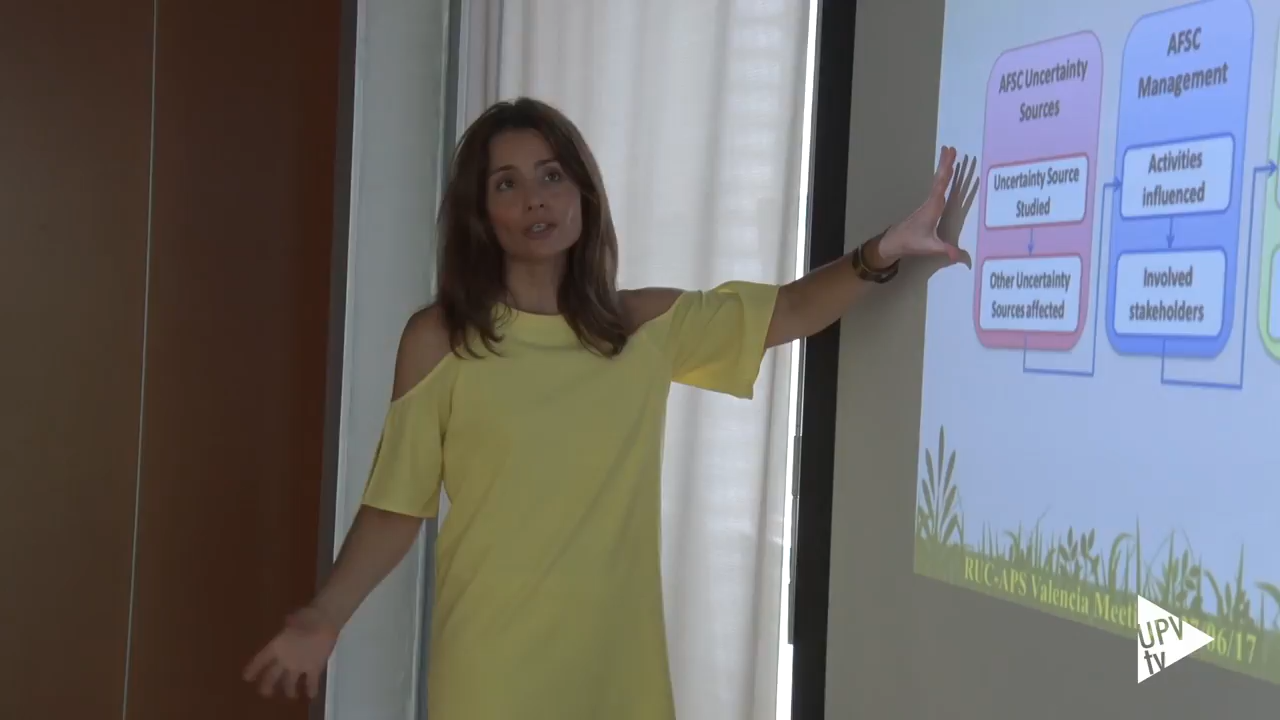 AFSC Uncertainty
Sources
Uncertainty Source
Studied
Other Uncertainty
Sources affected
AFSC
Management
Activities
influenced
Involved
stakeholders
RUC-APS Valencia 06/17
UPV
tv